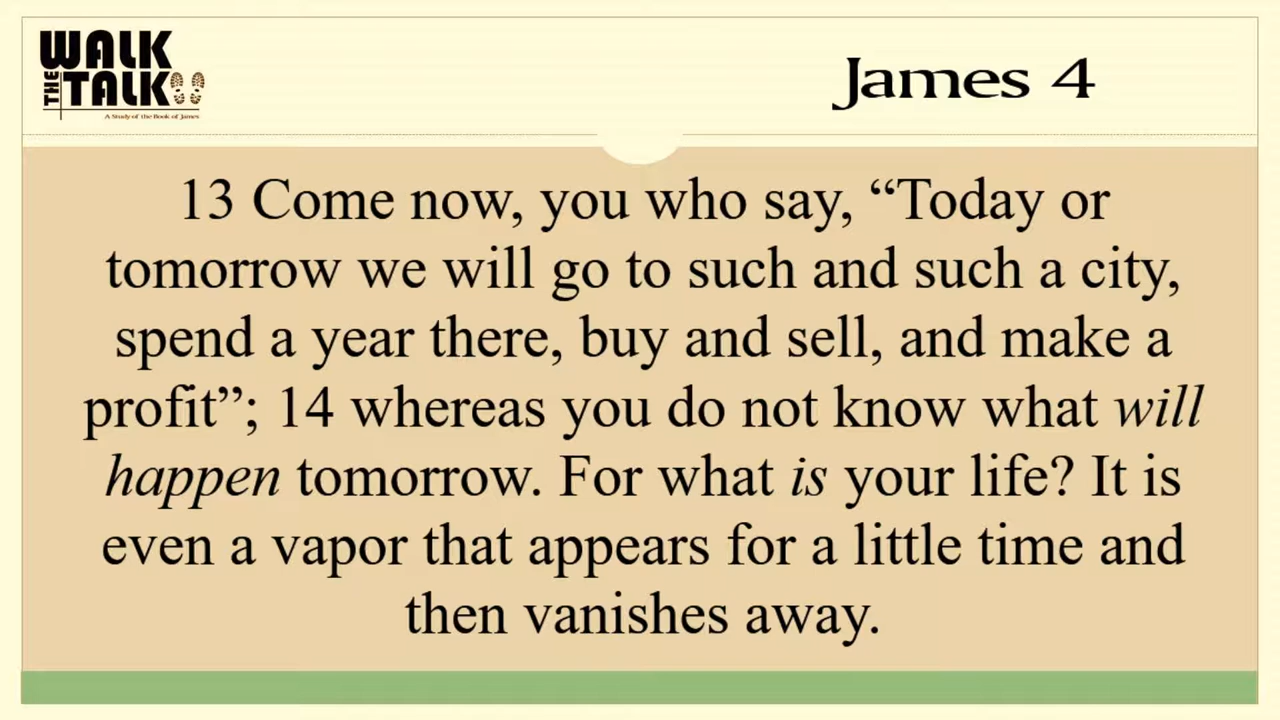 WALK
THE TALK
A Study of the Book of James
James 4
13 Come now, you who say, “Today or
tomorrow we will go to such and such a city,
spend a year there, buy and sell, and make a
profit”; 14 whereas you do not know what will
happen tomorrow. For what is your life? It is
even a vapor that appears for a little time and
then vanishes away.